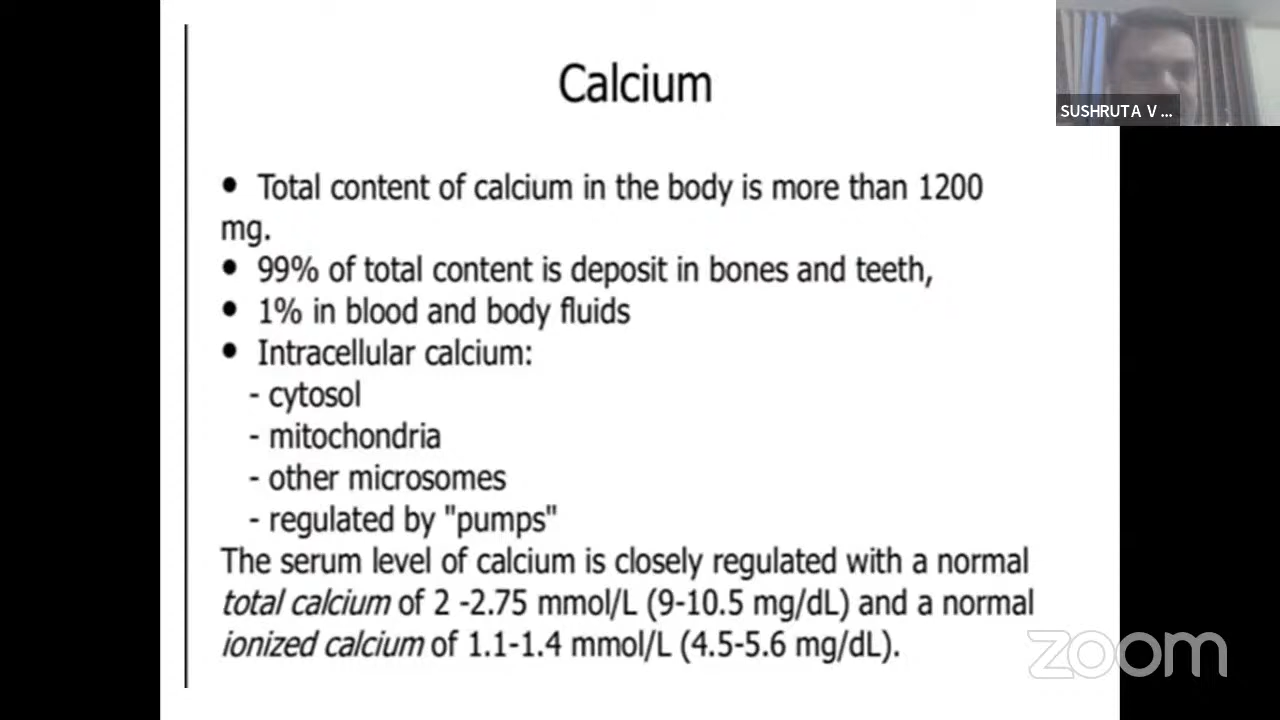 Calcium
SUSHRUTA V ...
• Total content of calcium in the body is more than 1200
mg.
• 99% of total content is deposit in bones and teeth,
• 1% in blood and body fluids
• Intracellular calcium:
- cytosol
- mitochondria
- other microsomes
- regulated by "pumps"
The serum level of calcium is closely regulated with a normal
total calcium of 2 -2.75 mmol/L (9-10.5 mg/dL) and a normal
ionized calcium of 1.1-1.4 mmol/L (4.5-5.6 mg/dL).
zoom